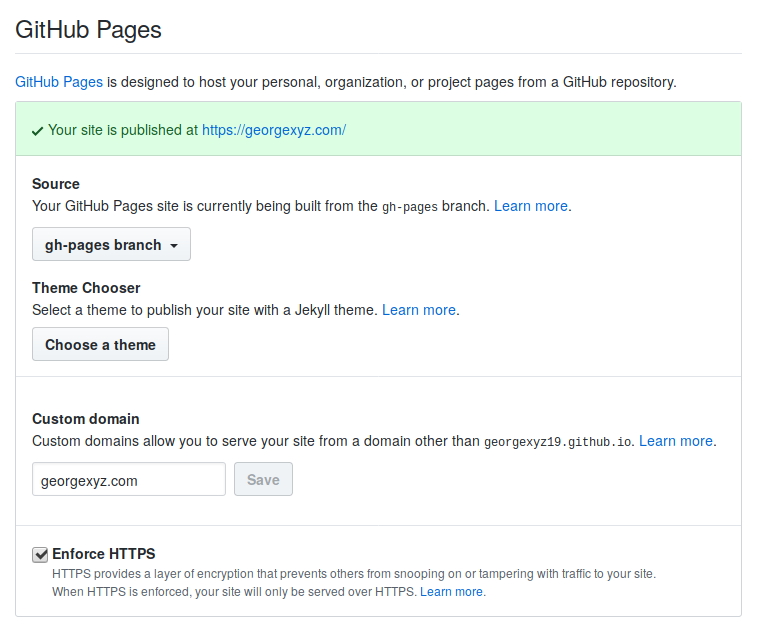 GitHub Pages
GitHub Pages is designed to host your personal, organization, or project pages from a GitHub repository.
Your site is published at https://georgexyz.com/
Source
Your GitHub Pages site is currently being built from the gh-pages branch. Learn more.
gh-pages branch
Theme Chooser
Select a theme to publish your site with a Jekyll theme. Learn more.
Choose a theme
Custom domain
Custom domains allow you to serve your site from a domain other than georgexyz19.github.io. Learn more.
georgexyz.com Save
Enforce HTTPS
HTTPS provides a layer of encryption that prevents others from snooping on or tampering with traffic to your site.
When HTTPS is enforced, your site will only be served over HTTPS. Learn more.